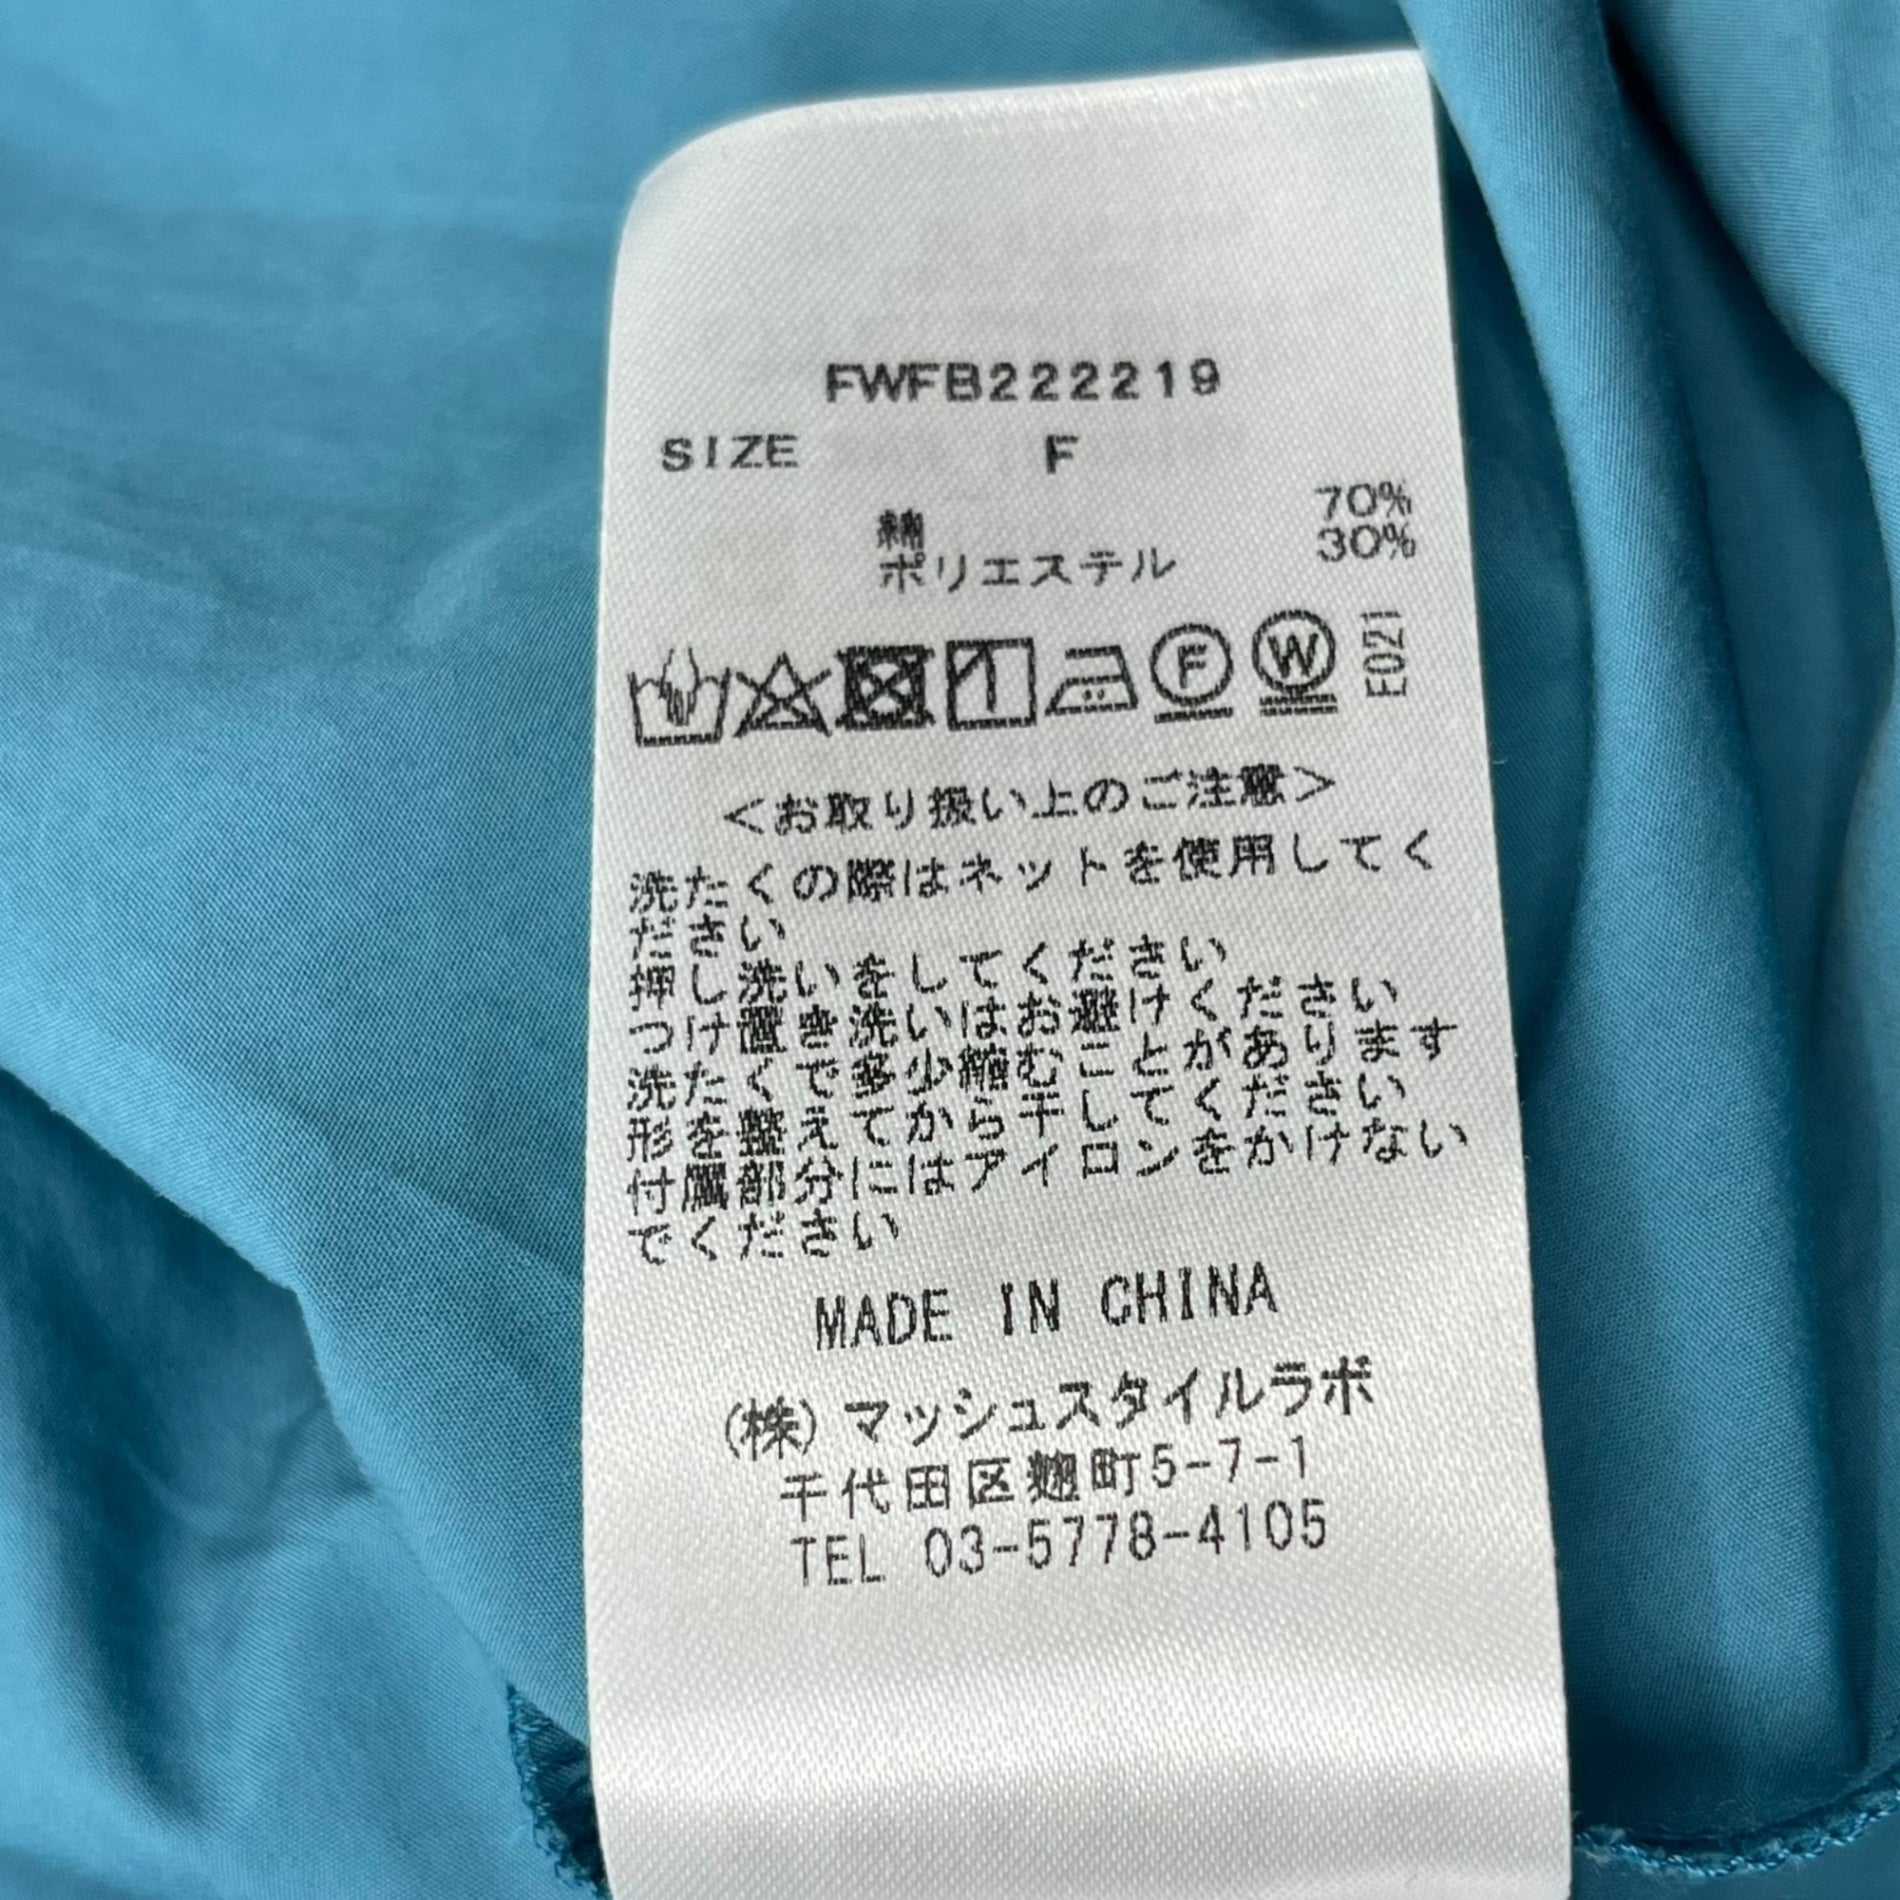 FWFB222219
SIZE F
綿 70%
ポリエステル 30%
F W E021
<お取り扱い上のご注意>
洗たくの際はネットを使用してく
ださい
押し洗いをしてください
つけ置き洗いはお避けください
洗たくで多少縮むことがあります
形を整えてから干してください
付属部分にはアイロンをかけない
でください
MADE IN CHINA
(株)マッシュスタイルラボ
千代田区麹町5-7-1
TEL 03-5778-4105